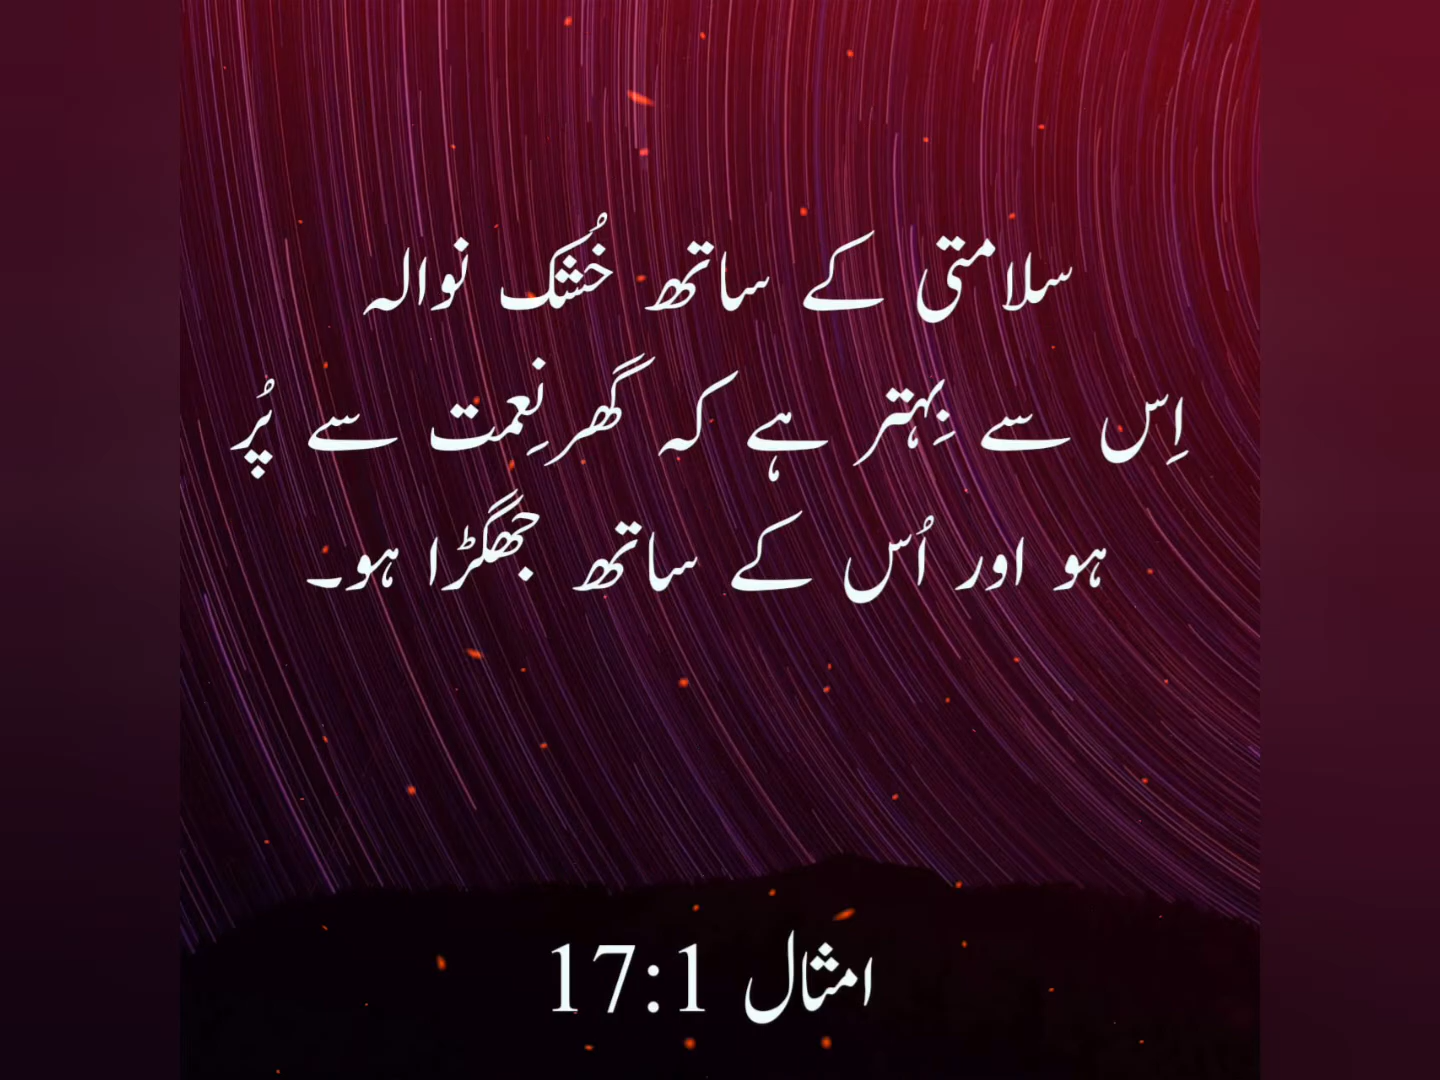 سلامتی کے ساتھ خُشک نوالہ
اِس سے بِہتر ہے کہ گھر نِعمت سے پُر
ہو اور اُس کے ساتھ جھگڑا ہو۔
امثال 17:1